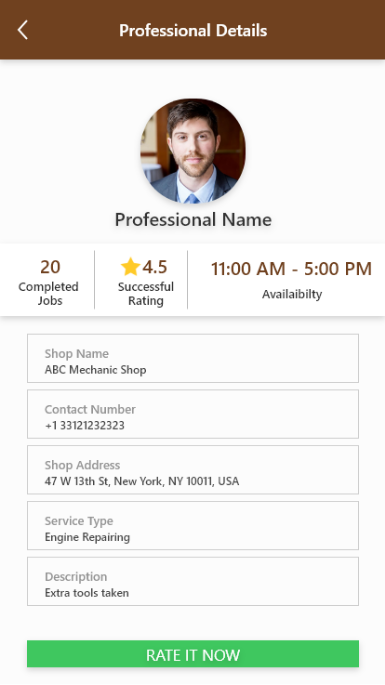 Professional Details
Professional Name
20
Completed
Jobs
4.5
Successful
Rating
11:00 AM - 5:00 PM
Availaibilty
Shop Name
ABC Mechanic Shop
Contact Number
+1 33121232323
Shop Address
47 W 13th St, New York, NY 10011, USA
Service Type
Engine Repairing
Description
Extra tools taken
RATE IT NOW